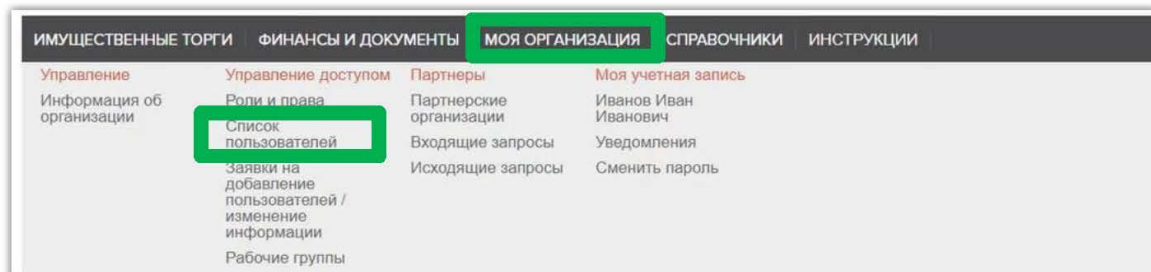 ИМУЩЕСТВЕННЫЕ ТОРГИ ФИНАНСЫ И ДОКУМЕНТЫ МОЯ ОРГАНИЗАЦИЯ СПРАВОЧНИКИ ИНСТРУКЦИИ
Управление
Информация об
организации
Управление доступом
Роли и права
Список
пользователей
Заявки на
добавление
пользователей /
изменение
информации
Рабочие группы
Партнеры
Партнерские
организации
Входящие запросы
Исходящие запросы
Моя учетная запись
Иванов Иван
Иванович
Уведомления
Сменить пароль